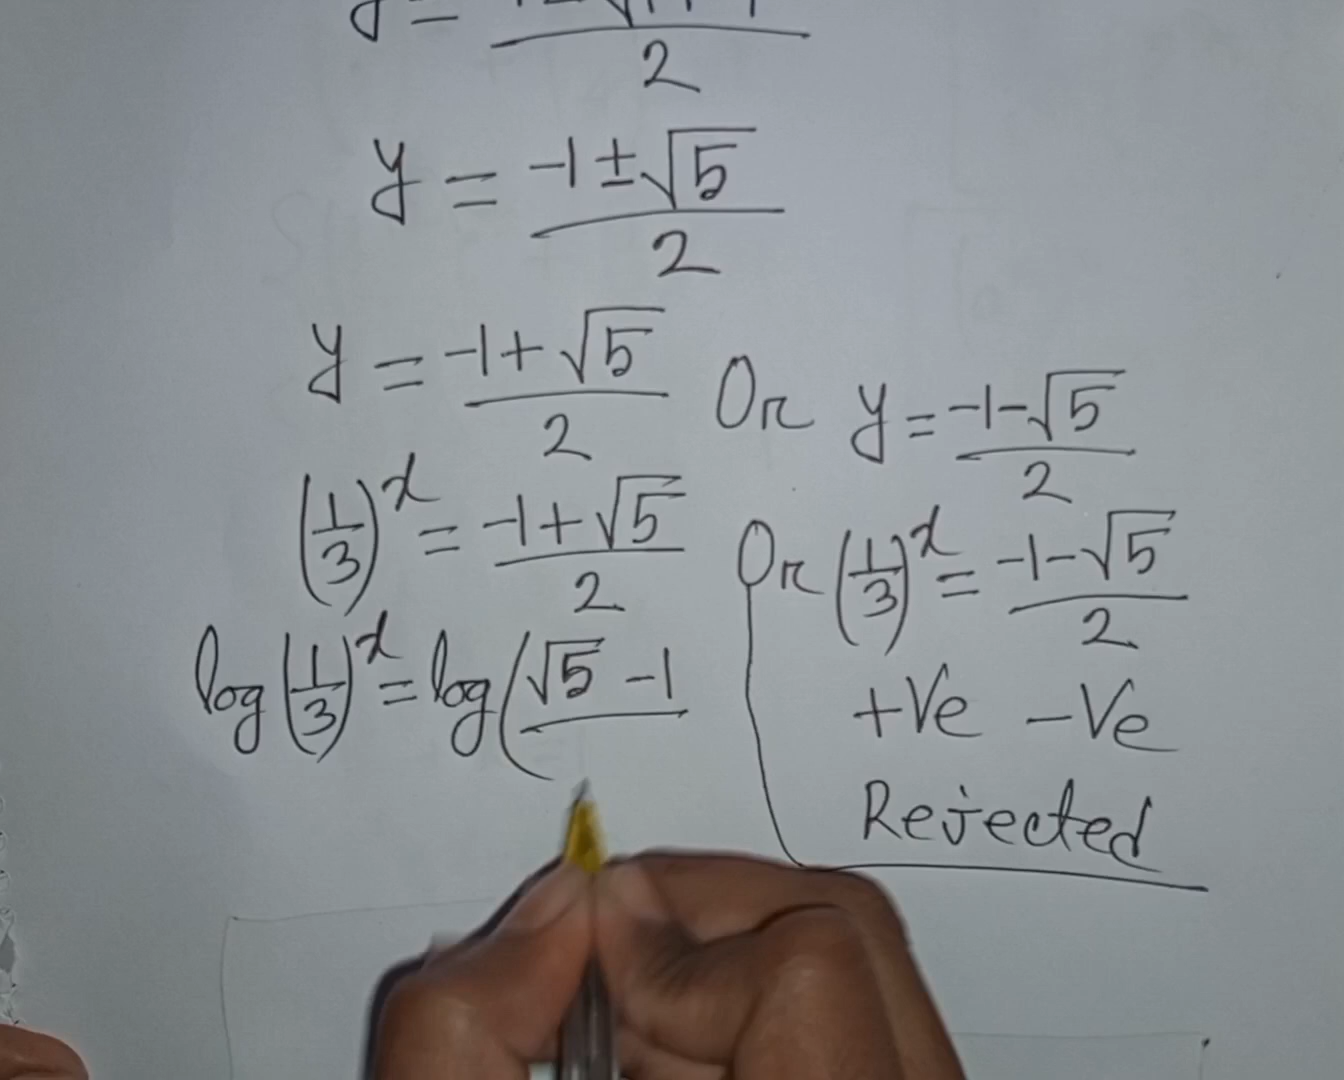 2
y = -1 ± √5 / 2
y = -1 + √5 / 2 Or y = -1 - √5 / 2
(1/3)^x = -1 + √5 / 2 Or (1/3)^x = -1 - √5 / 2
log (1/3)^x = log (√5 - 1 +Ve -Ve
Rejected